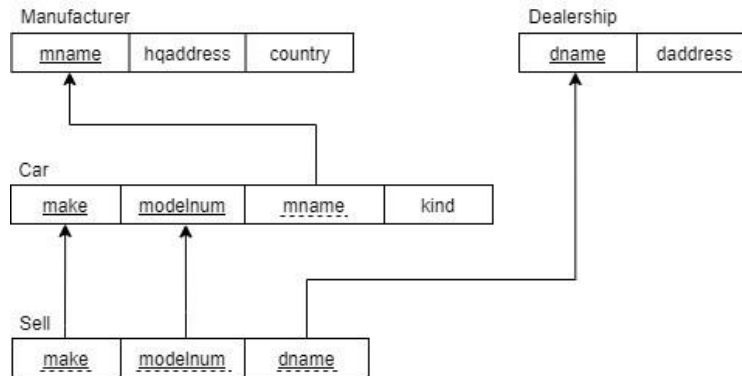 Manufacturer Dealership
mname hqaddress country dname daddress
Car
make modelnum mname kind
Sell
make modelnum dname